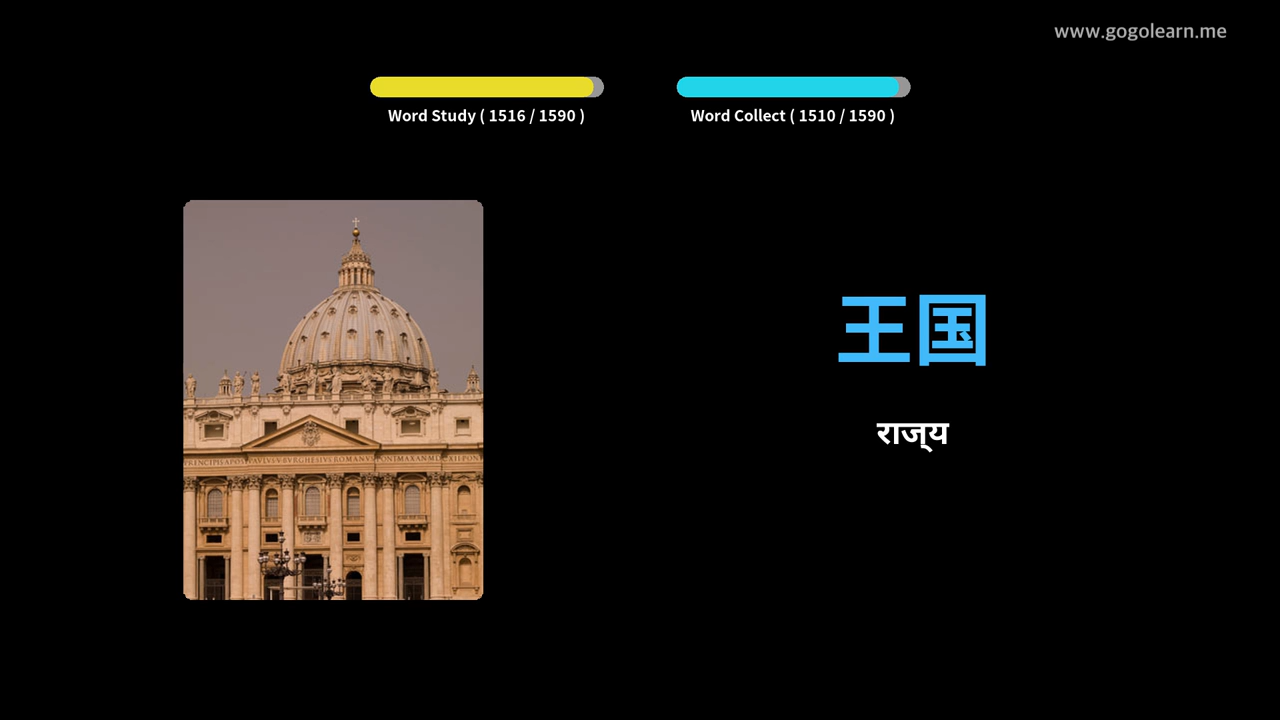 www.gogolearn.me
Word Study ( 1516 / 1590 )
Word Collect ( 1510 / 1590 )
王国
राज्‌य